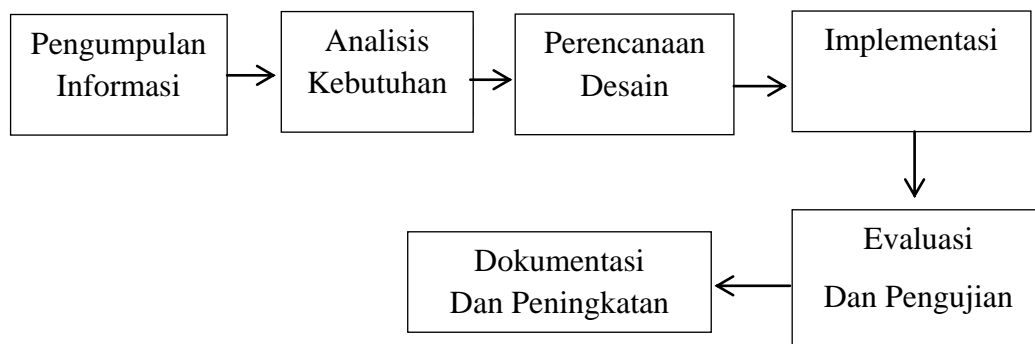 Pengumpulan
Informasi
Analisis
Kebutuhan
Perencanaan
Desain
Implementasi
Evaluasi
Dan Pengujian
Dokumentasi
Dan Peningkatan